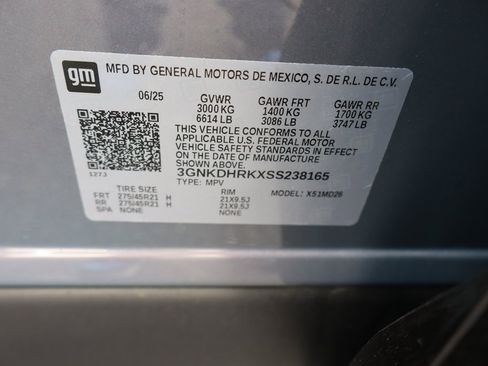 gm
MFD BY GENERAL MOTORS DE MEXICO, S. DE R.L. DE C.V.
06/25 GVWR GAWR FRT GAWR RR
3000 KG 1400 KG 1700 KG
6614 LB 3086 LB 3747 LB
THIS VEHICLE CONFORMS TO ALL
APPLICABLE U.S. FEDERAL MOTOR
VEHICLE SAFETY STANDARDS IN EFFECT
ON THE DATE OF MANUFACTURE
SHOWN ABOVE.
127J 3GNKDHRKXSS238165
TYPE: MPV MODEL: X51MD26
TIRE SIZE RIM
FRT 275/45R21 H 21X9.5J
RR 275/45R21 H 21X9.5J
SPA NONE NONE